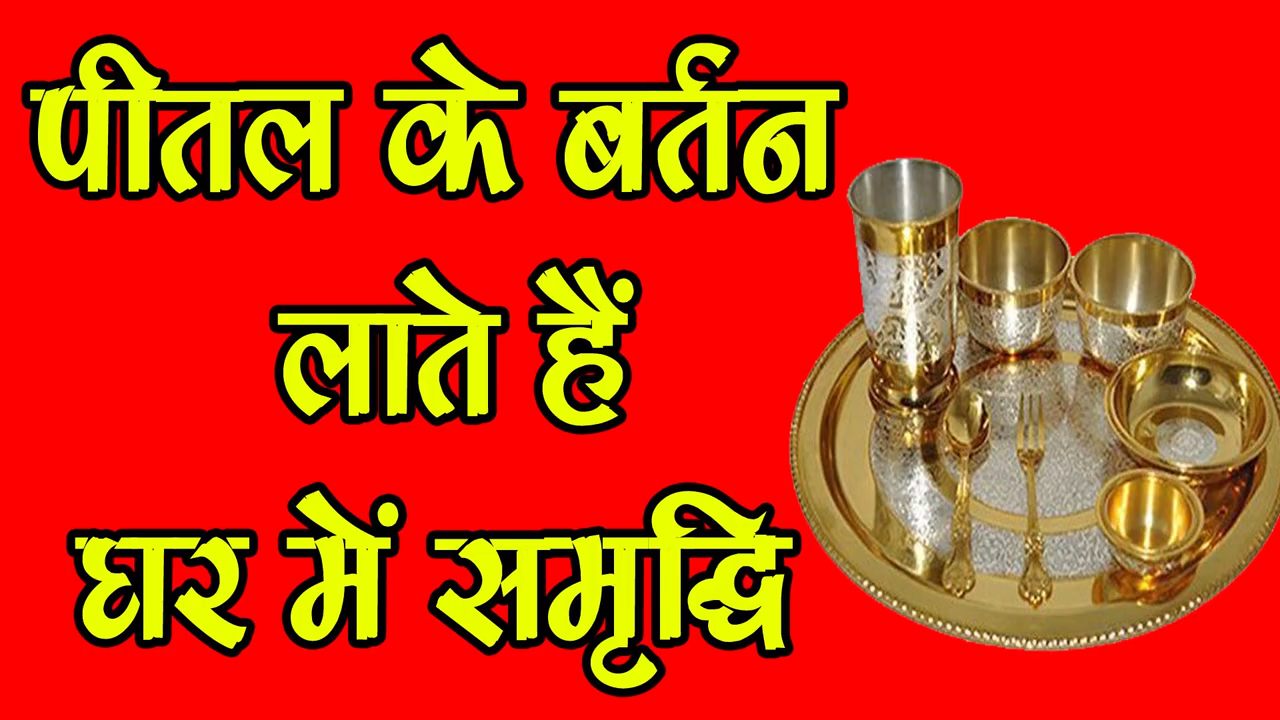 पीतल के बर्तन
लाते हैं
घर में समृद्धि